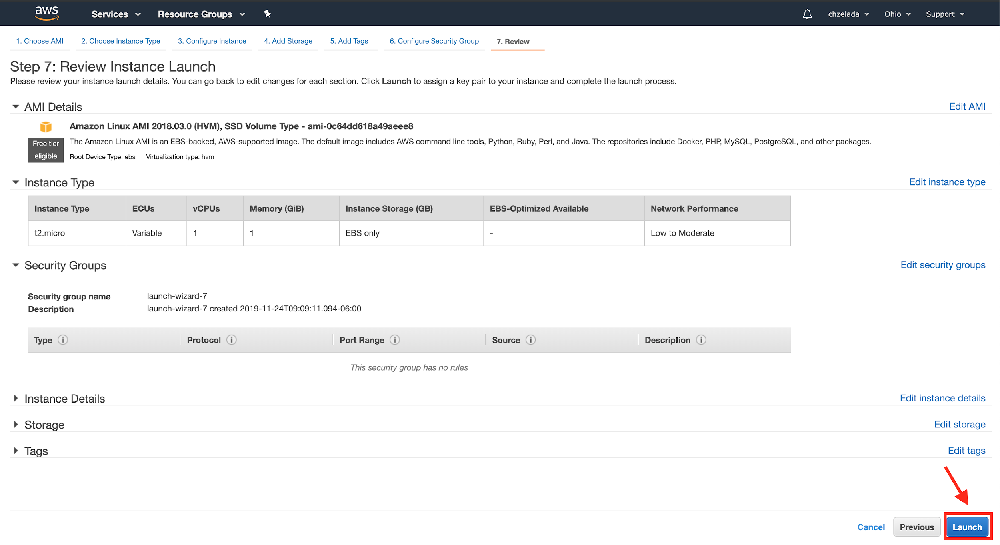 aws Services Resource Groups chzelada Ohio Support
1. Choose AMI 2. Choose Instance Type 3. Configure Instance 4. Add Storage 5. Add Tags 6. Configure Security Group 7. Review
Step 7: Review Instance Launch
Please review your instance launch details. You can go back to edit changes for each section. Click Launch to assign a key pair to your instance and complete the launch process.
AMI Details Edit AMI
Amazon Linux AMI 2018.03.0 (HVM), SSD Volume Type - ami-0c64dd618a49aeee8
Free tier
eligible
The Amazon Linux AMI is an EBS-backed, AWS-supported image. The default image includes AWS command line tools, Python, Ruby, Perl, and Java. The repositories include Docker, PHP, MySQL, PostgreSQL, and other packages.
Root Device Type: ebs Virtualization type: hvm
Instance Type Edit instance type
Instance Type ECUs vCPUs Memory (GiB) Instance Storage (GB) EBS-Optimized Available Network Performance
t2.micro Variable 1 1 EBS only - Low to Moderate
Security Groups Edit security groups
Security group name launch-wizard-7
Description launch-wizard-7 created 2019-11-24T09:09:11.094-06:00
Type i Protocol i Port Range i Source i Description i
This security group has no rules
Instance Details Edit instance details
Storage Edit storage
Tags Edit tags
Cancel Previous Launch